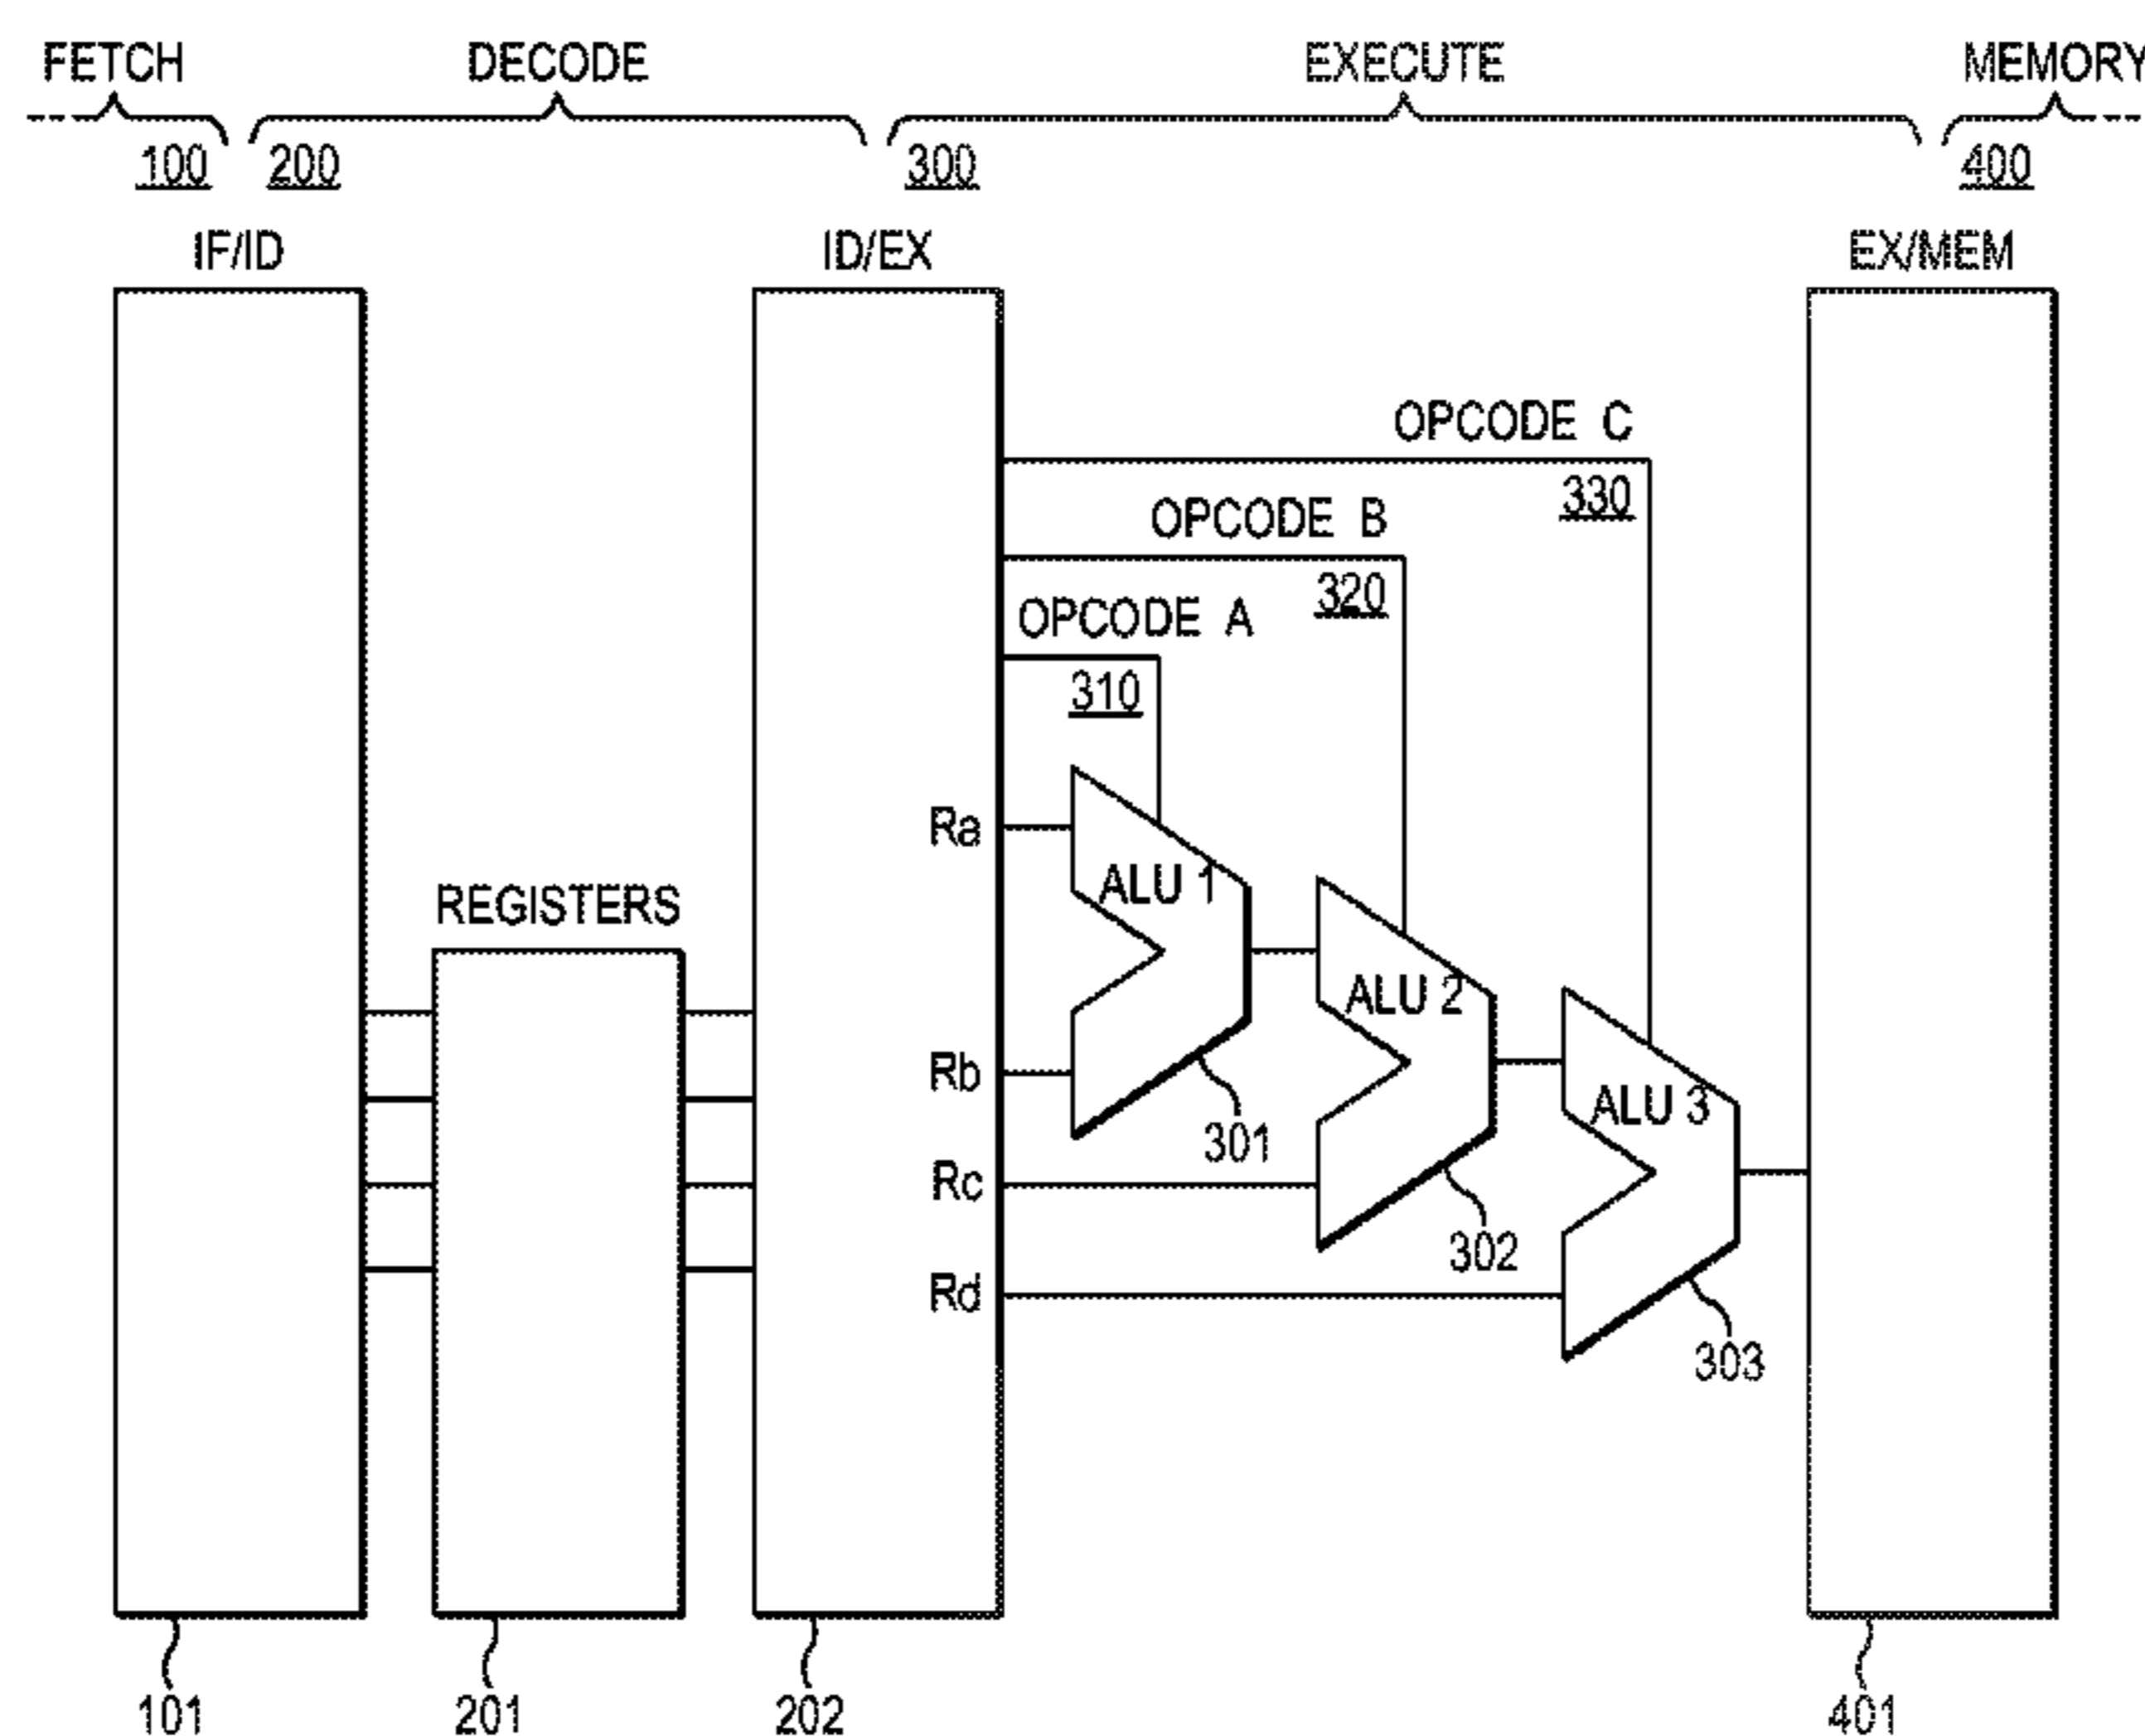 FETCH DECODE EXECUTE MEMORY
100 200 300 400
IF/ID ID/EX EX/MEM
OPCODE C
330
OPCODE B
320
OPCODE A
310
Ra
ALU 1
REGISTERS
ALU 2
Rb
ALU 3
301
Rc
302
Rd
303
101 201 202 401